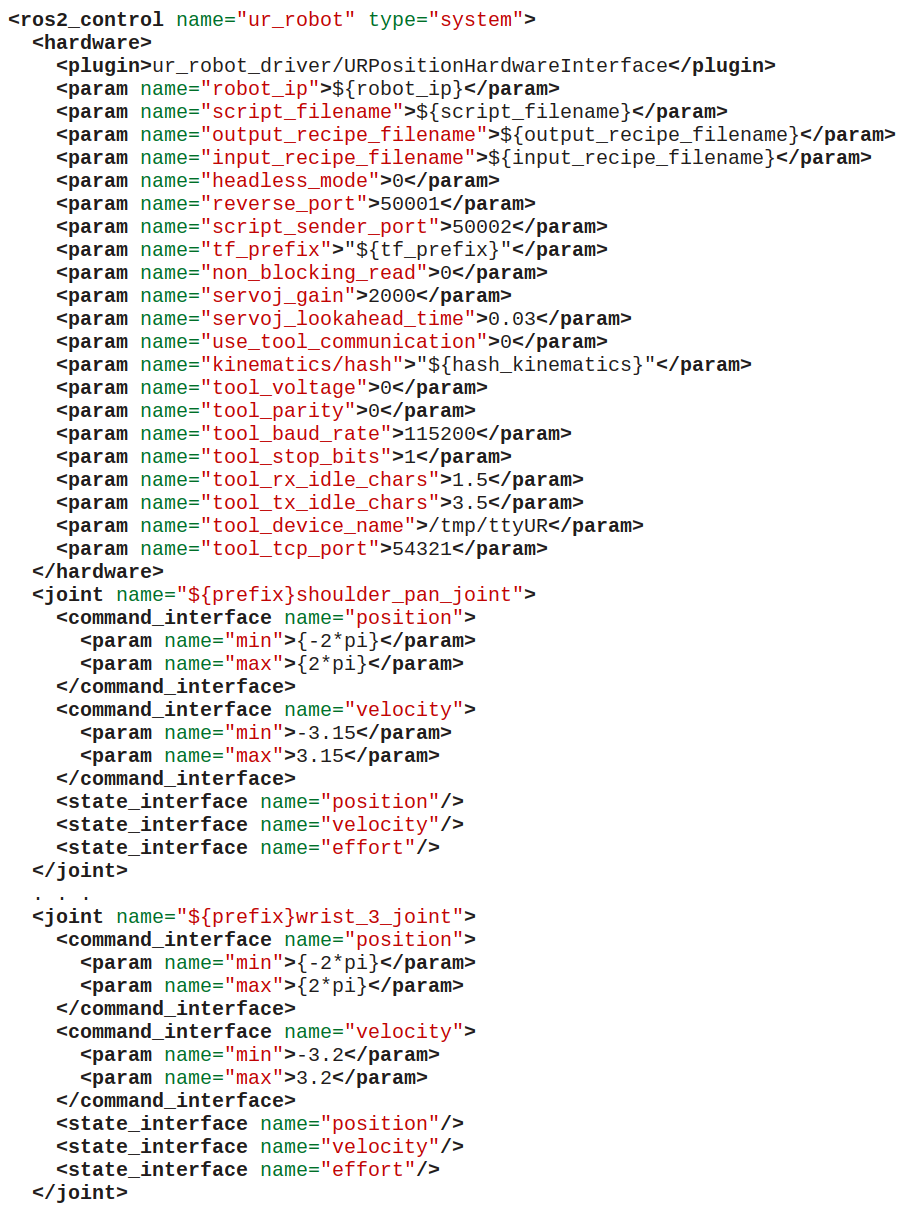 <ros2_control name="ur_robot" type="system">
  <hardware>
    <plugin>ur_robot_driver/URPositionHardwareInterface</plugin>
    <param name="robot_ip">${robot_ip}</param>
    <param name="script_filename">${script_filename}</param>
    <param name="output_recipe_filename">${output_recipe_filename}</param>
    <param name="input_recipe_filename">${input_recipe_filename}</param>
    <param name="headless_mode">0</param>
    <param name="reverse_port">50001</param>
    <param name="script_sender_port">50002</param>
    <param name="tf_prefix">"${tf_prefix}"</param>
    <param name="non_blocking_read">0</param>
    <param name="servoj_gain">2000</param>
    <param name="servoj_lookahead_time">0.03</param>
    <param name="use_tool_communication">0</param>
    <param name="kinematics/hash">"${hash_kinematics}"</param>
    <param name="tool_voltage">0</param>
    <param name="tool_parity">0</param>
    <param name="tool_baud_rate">115200</param>
    <param name="tool_stop_bits">1</param>
    <param name="tool_rx_idle_chars">1.5</param>
    <param name="tool_tx_idle_chars">3.5</param>
    <param name="tool_device_name">/tmp/ttyUR</param>
    <param name="tool_tcp_port">54321</param>
  </hardware>
  <joint name="${prefix}shoulder_pan_joint">
    <command_interface name="position">
      <param name="min">{-2*pi}</param>
      <param name="max">{2*pi}</param>
    </command_interface>
    <command_interface name="velocity">
      <param name="min">-3.15</param>
      <param name="max">3.15</param>
    </command_interface>
    <state_interface name="position"/>
    <state_interface name="velocity"/>
    <state_interface name="effort"/>
  </joint>
  . . .
  <joint name="${prefix}wrist_3_joint">
    <command_interface name="position">
      <param name="min">{-2*pi}</param>
      <param name="max">{2*pi}</param>
    </command_interface>
    <command_interface name="velocity">
      <param name="min">-3.2</param>
      <param name="max">3.2</param>
    </command_interface>
    <state_interface name="position"/>
    <state_interface name="velocity"/>
    <state_interface name="effort"/>
  </joint>